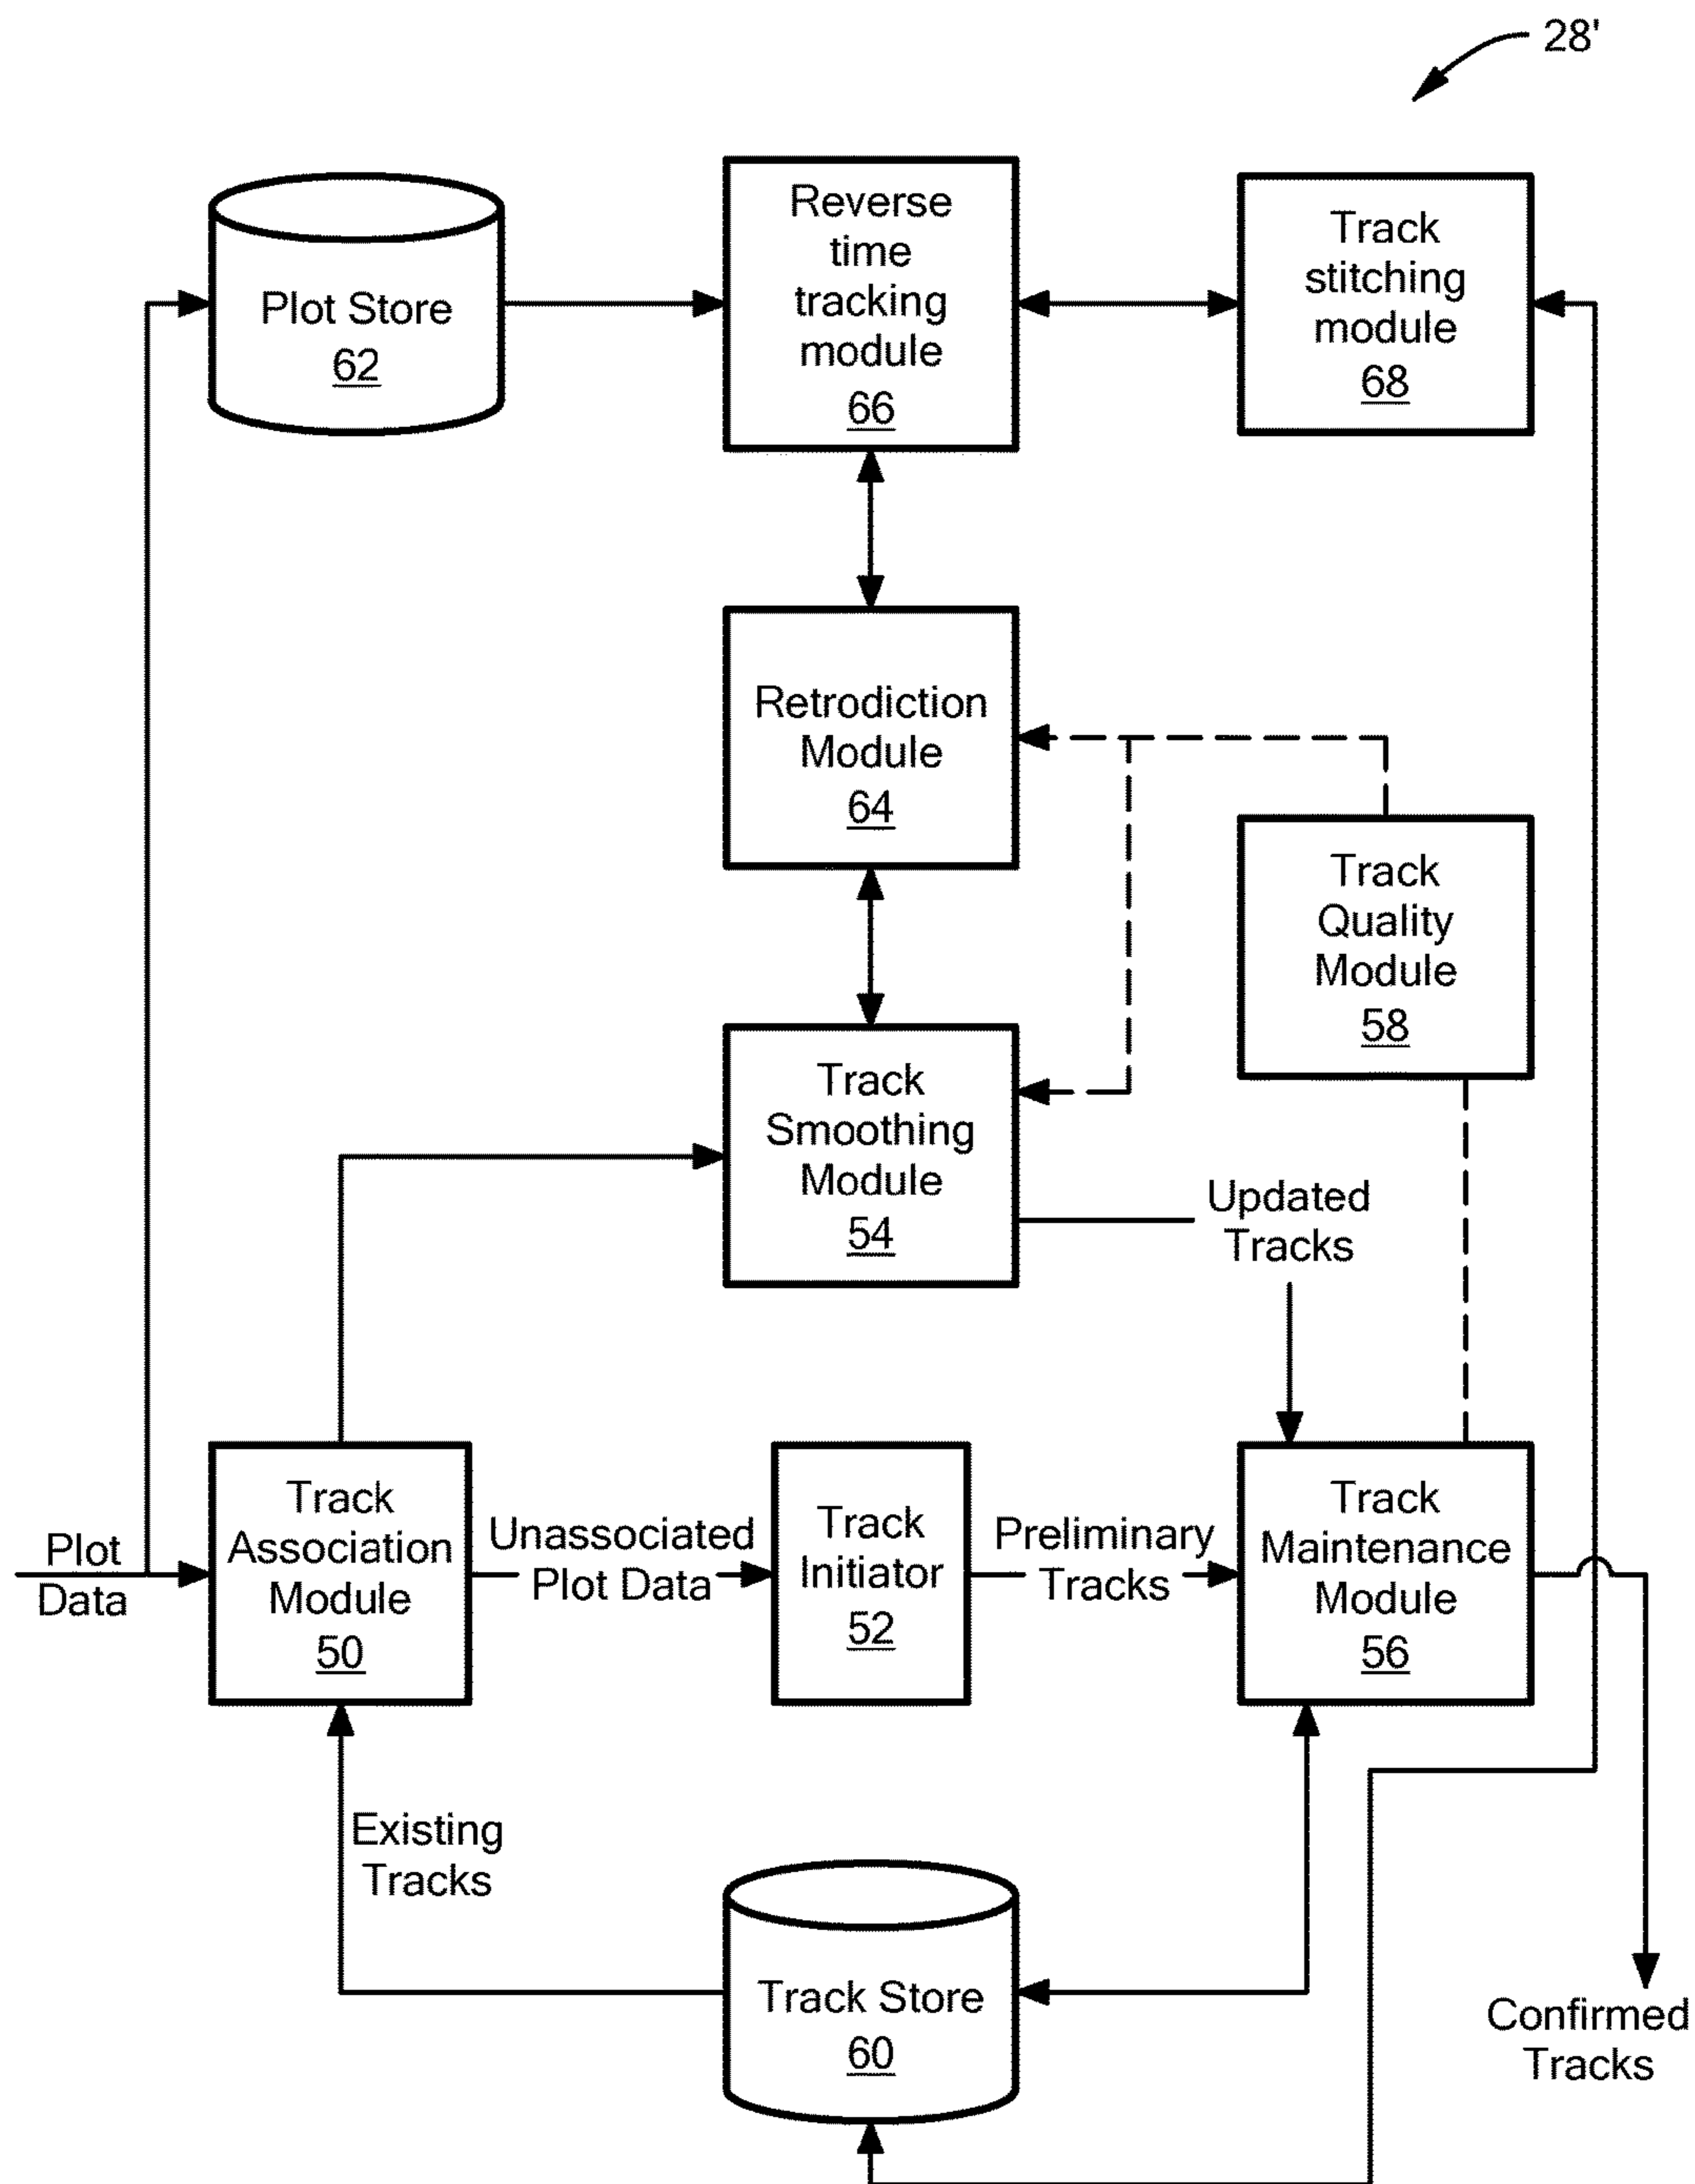 28'
Plot Store
62
Reverse
time
tracking
module
66
Track
stitching
module
68
Retrodiction
Module
64
Track
Quality
Module
58
Track
Smoothing
Module
54
Updated
Tracks
Plot
Data
Track
Association
Module
50
Unassociated
Plot Data
Track
Initiator
52
Preliminary
Tracks
Track
Maintenance
Module
56
Existing
Tracks
Track Store
60
Confirmed
Tracks